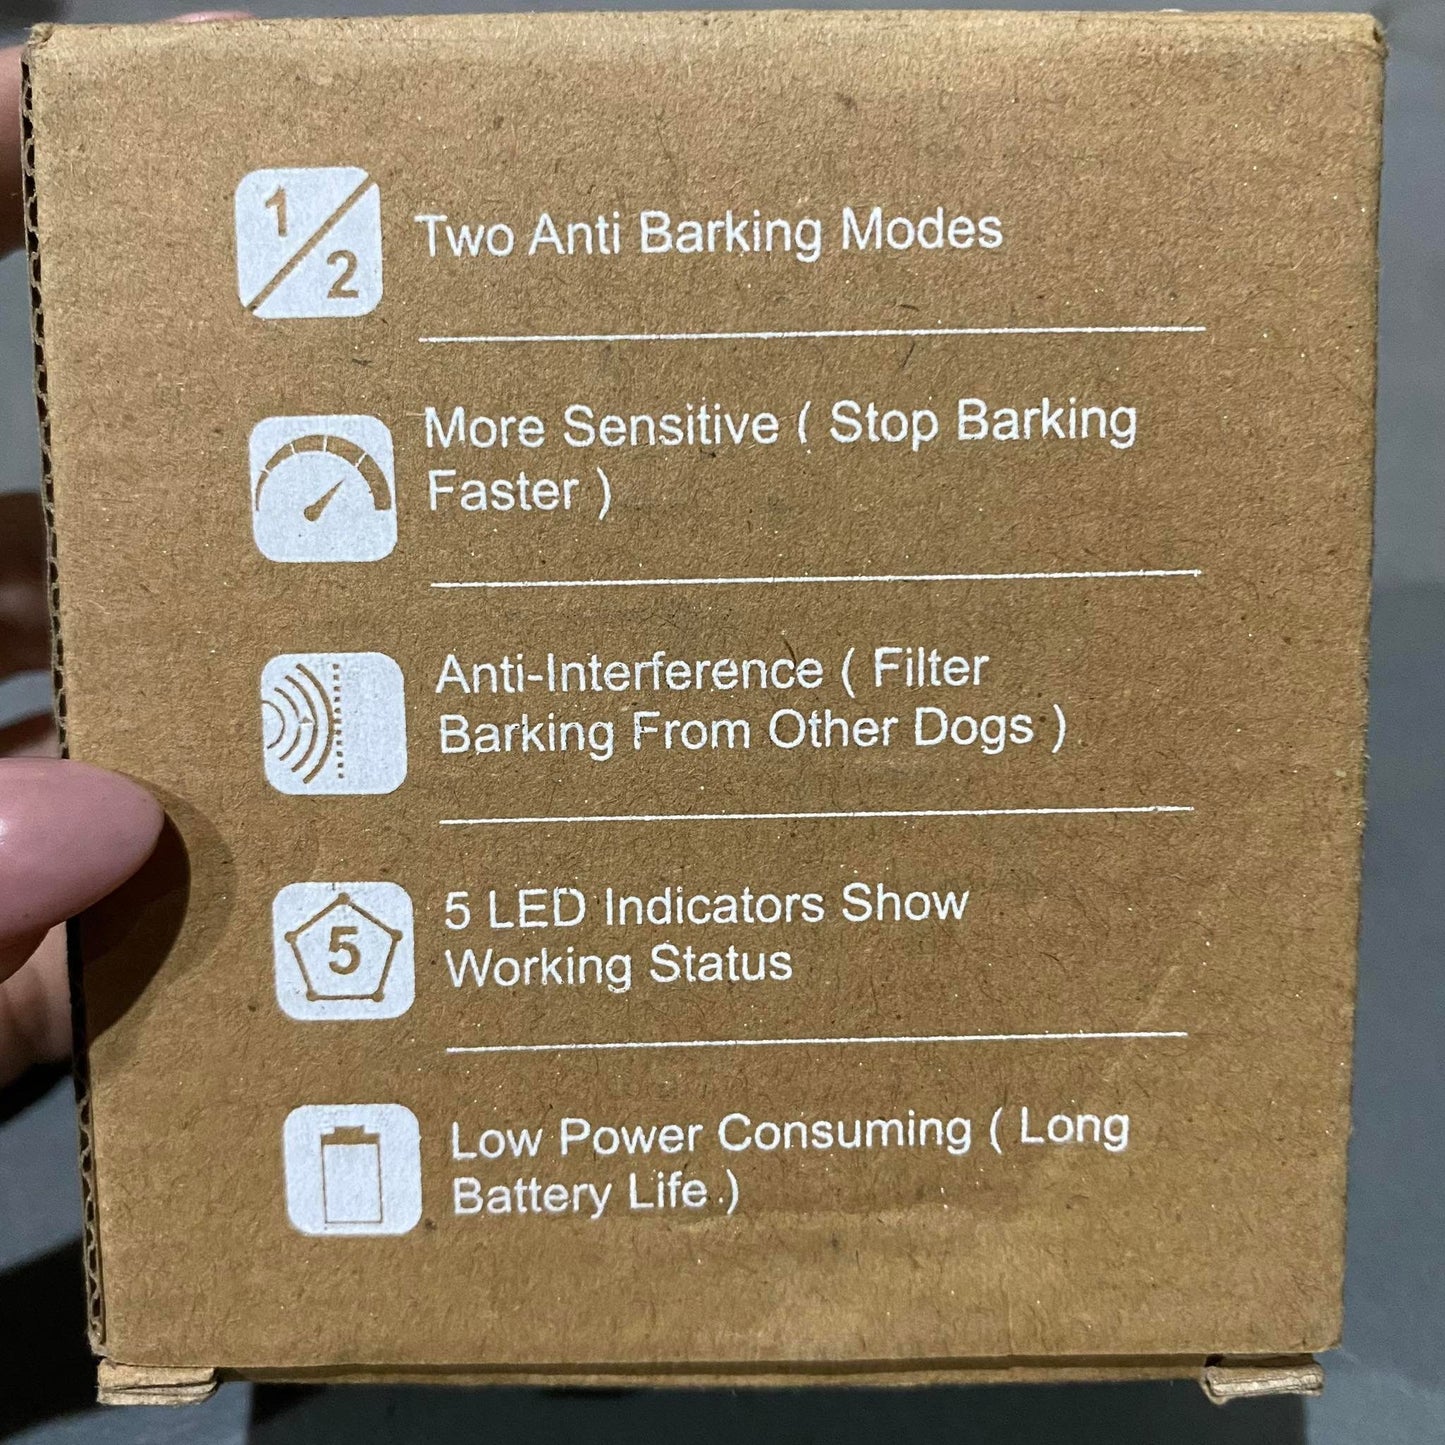 1
2
Two Anti Barking Modes
More Sensitive ( Stop Barking
Faster )
Anti-Interference ( Filter
Barking From Other Dogs )
5
5 LED Indicators Show
Working Status
Low Power Consuming ( Long
Battery Life .)